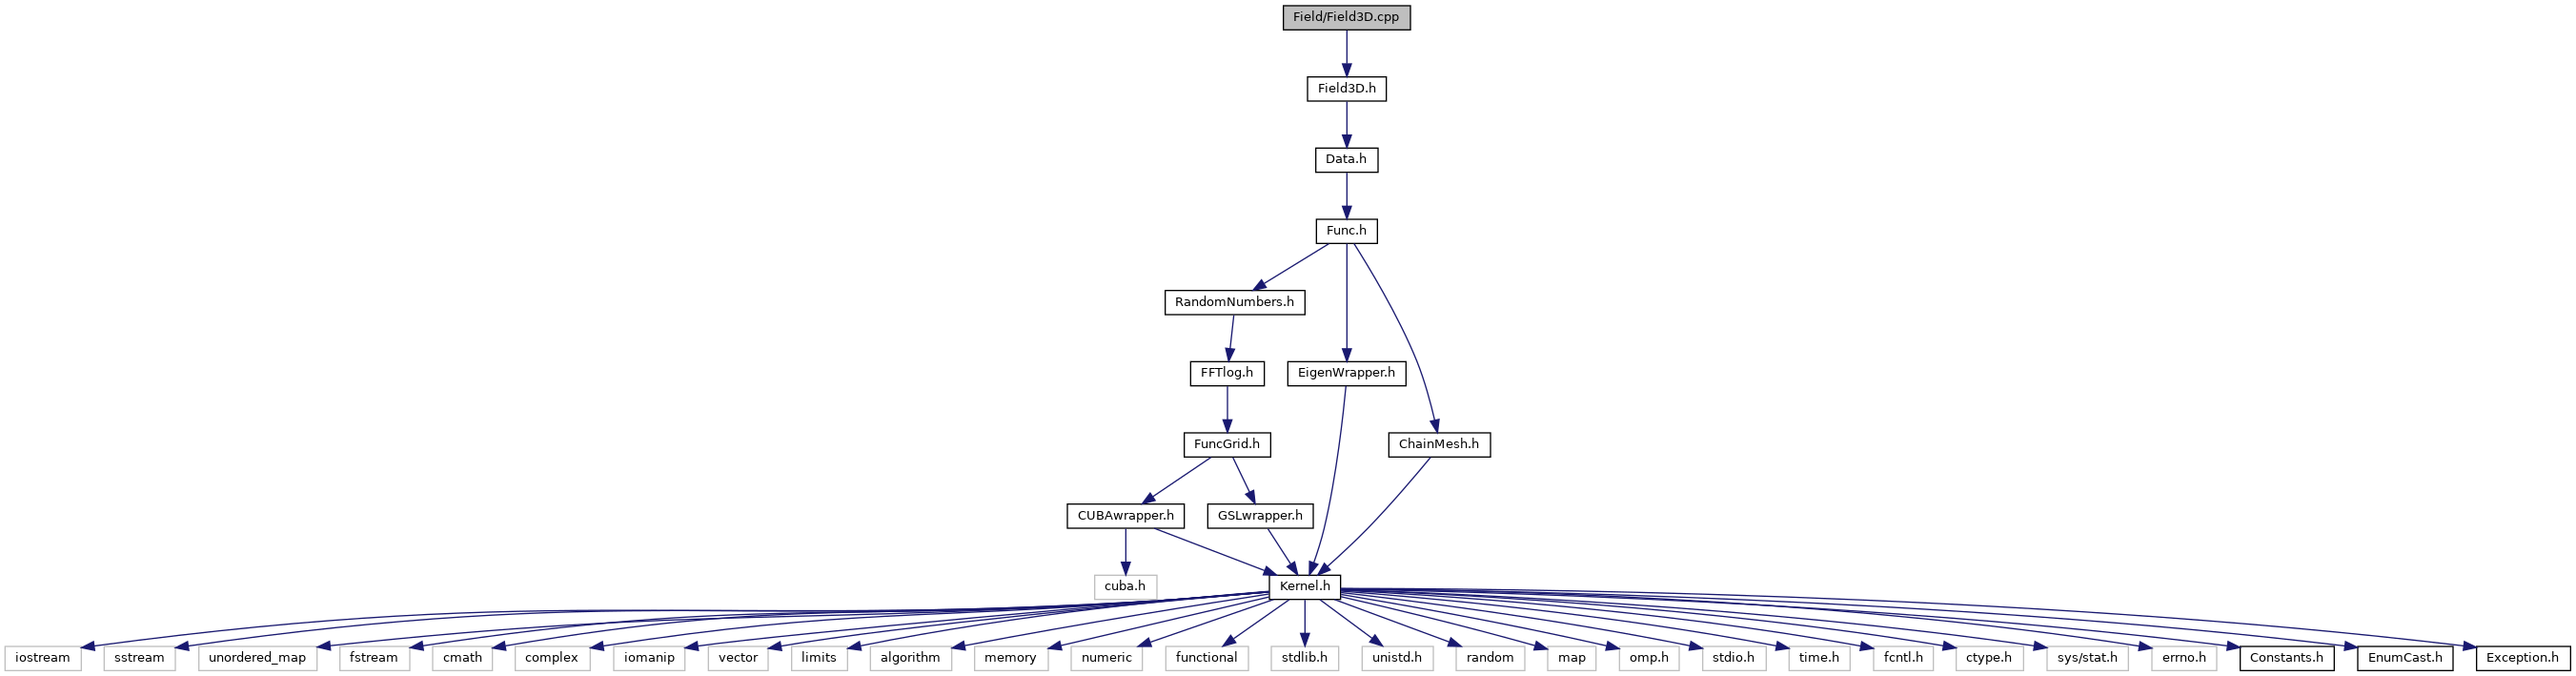 Field/Field3D.cpp
Field3D.h
Data.h
Func.h
RandomNumbers.h
FFTlog.h
EigenWrapper.h
FuncGrid.h
ChainMesh.h
CUBAwrapper.h
GSLwrapper.h
cuba.h
Kernel.h
iostream
sstream
unordered_map
fstream
cmath
complex
iomanip
vector
limits
algorithm
memory
numeric
functional
stdlib.h
unistd.h
random
map
omp.h
stdio.h
time.h
fcntl.h
ctype.h
sys/stat.h
errno.h
Constants.h
EnumCast.h
Exception.h